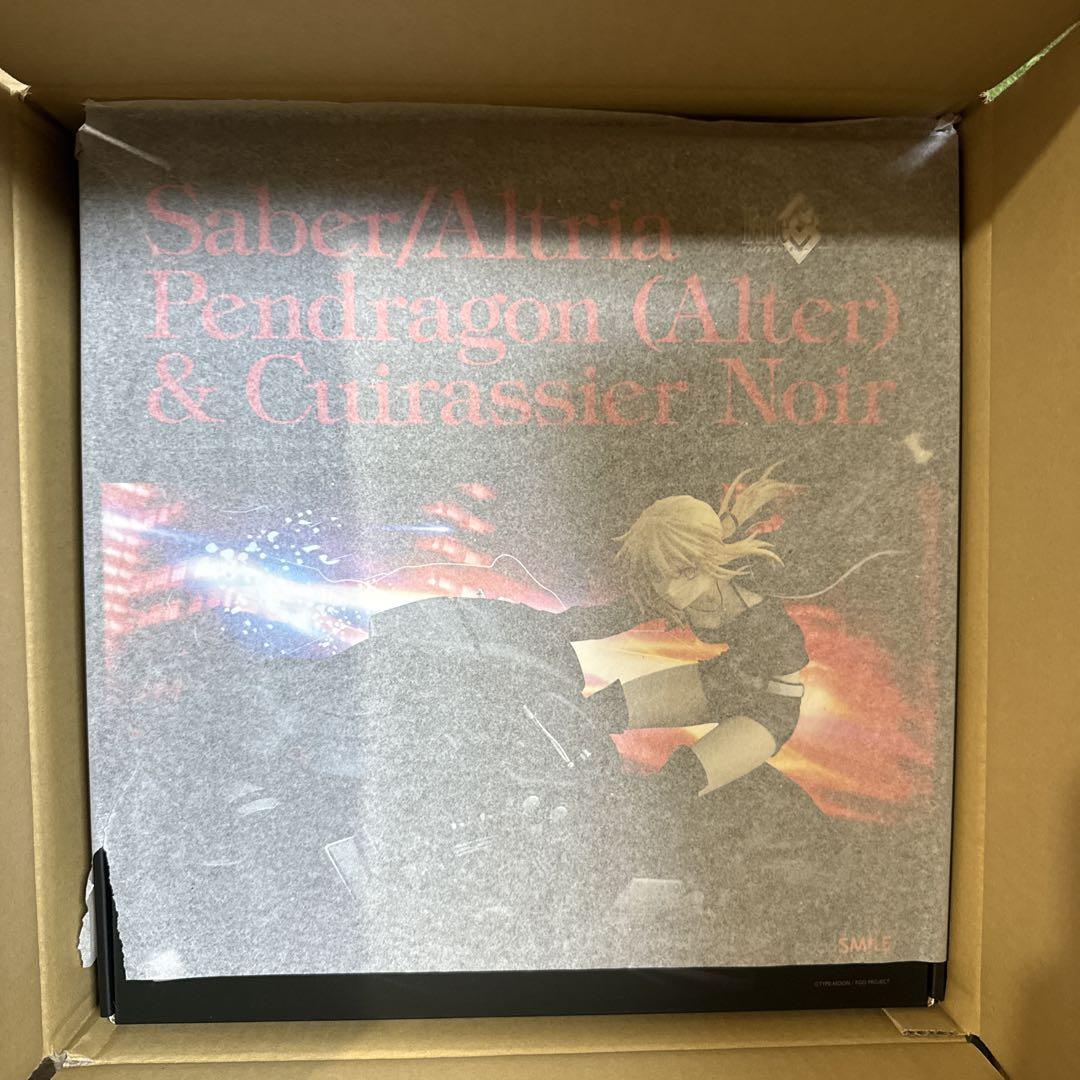 Saber/Altria
Pendragon (Alter)
& Cuirassier Noir
SMILE
©TYPE-MOON / FGO PROJECT